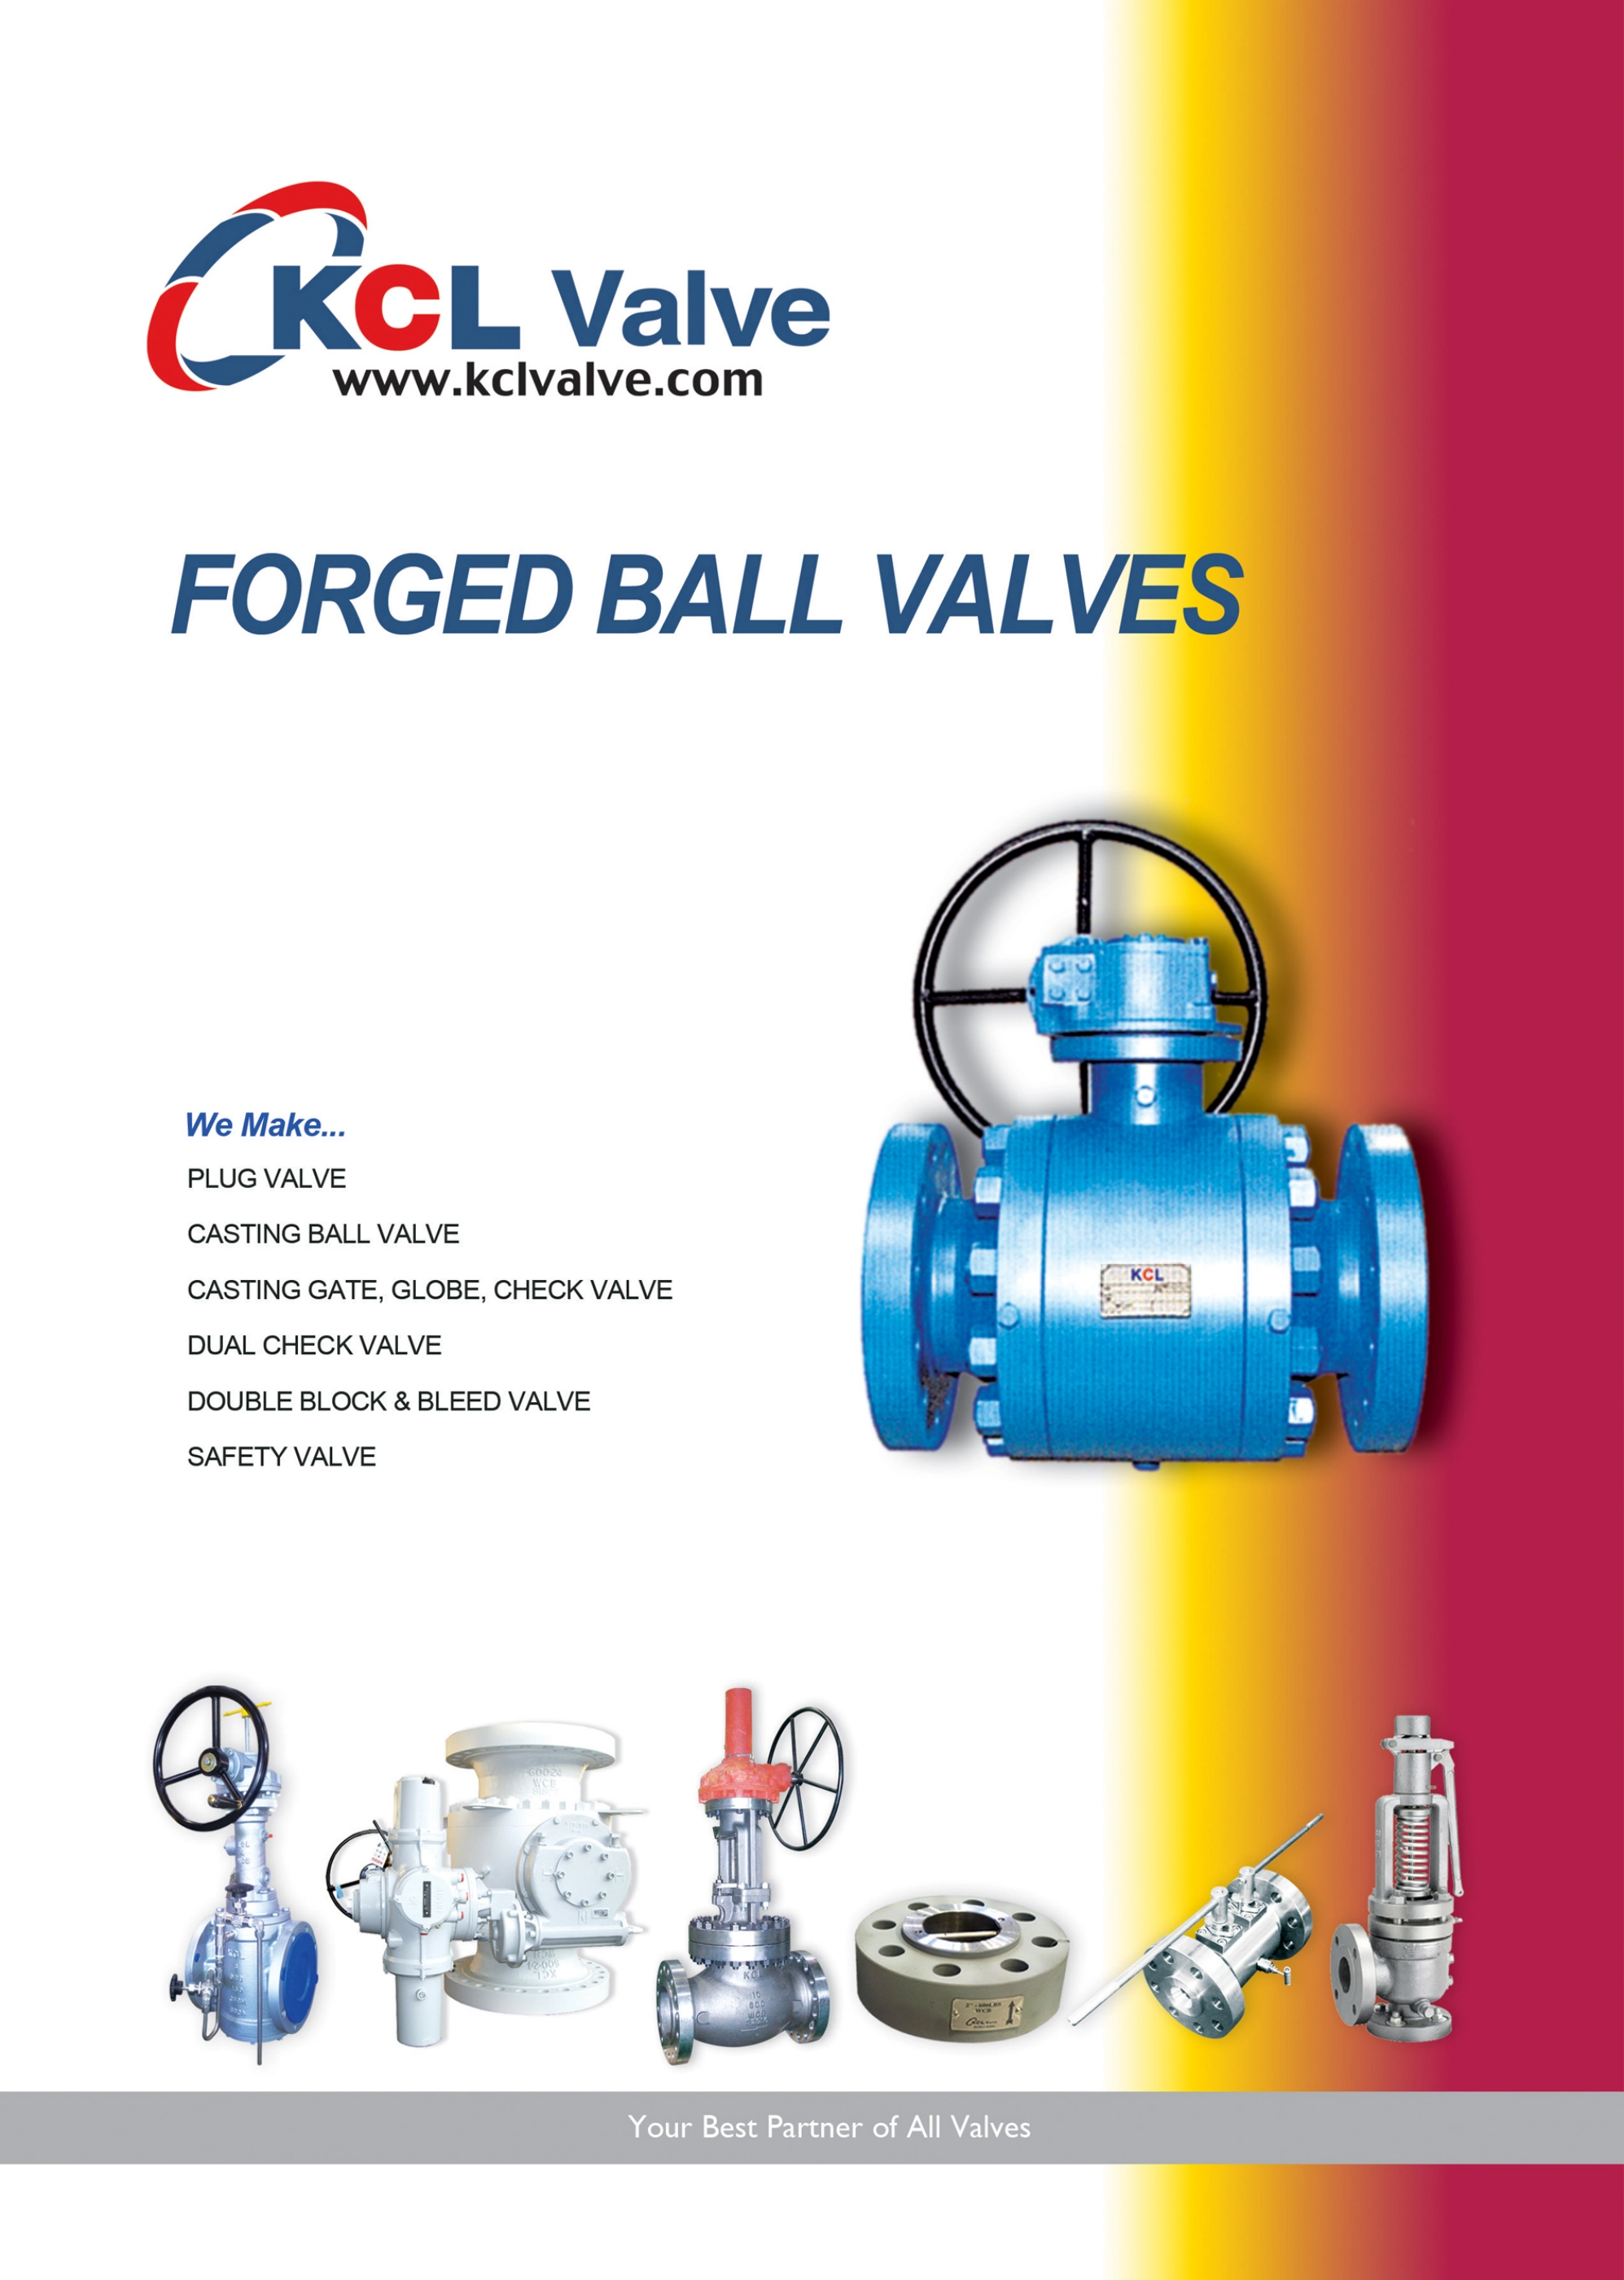 KCL Valve
www.kclvalve.com
FORGED BALL VALVES
We Make...
PLUG VALVE
CASTING BALL VALVE
CASTING GATE, GLOBE, CHECK VALVE
DUAL CHECK VALVE
DOUBLE BLOCK & BLEED VALVE
SAFETY VALVE
KCL
WCB
KCL
WCB
Your Best Partner of All Valves